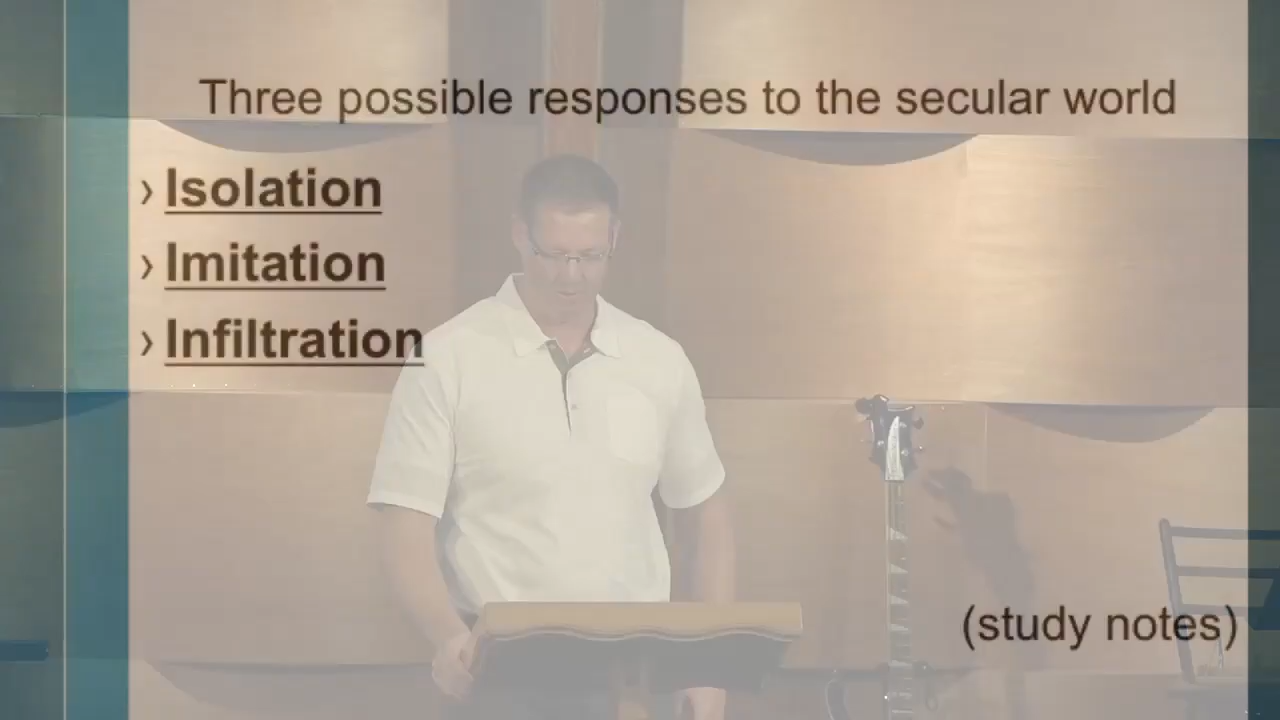 Three possible responses to the secular world
› Isolation
› Imitation
› Infiltration
(study notes)